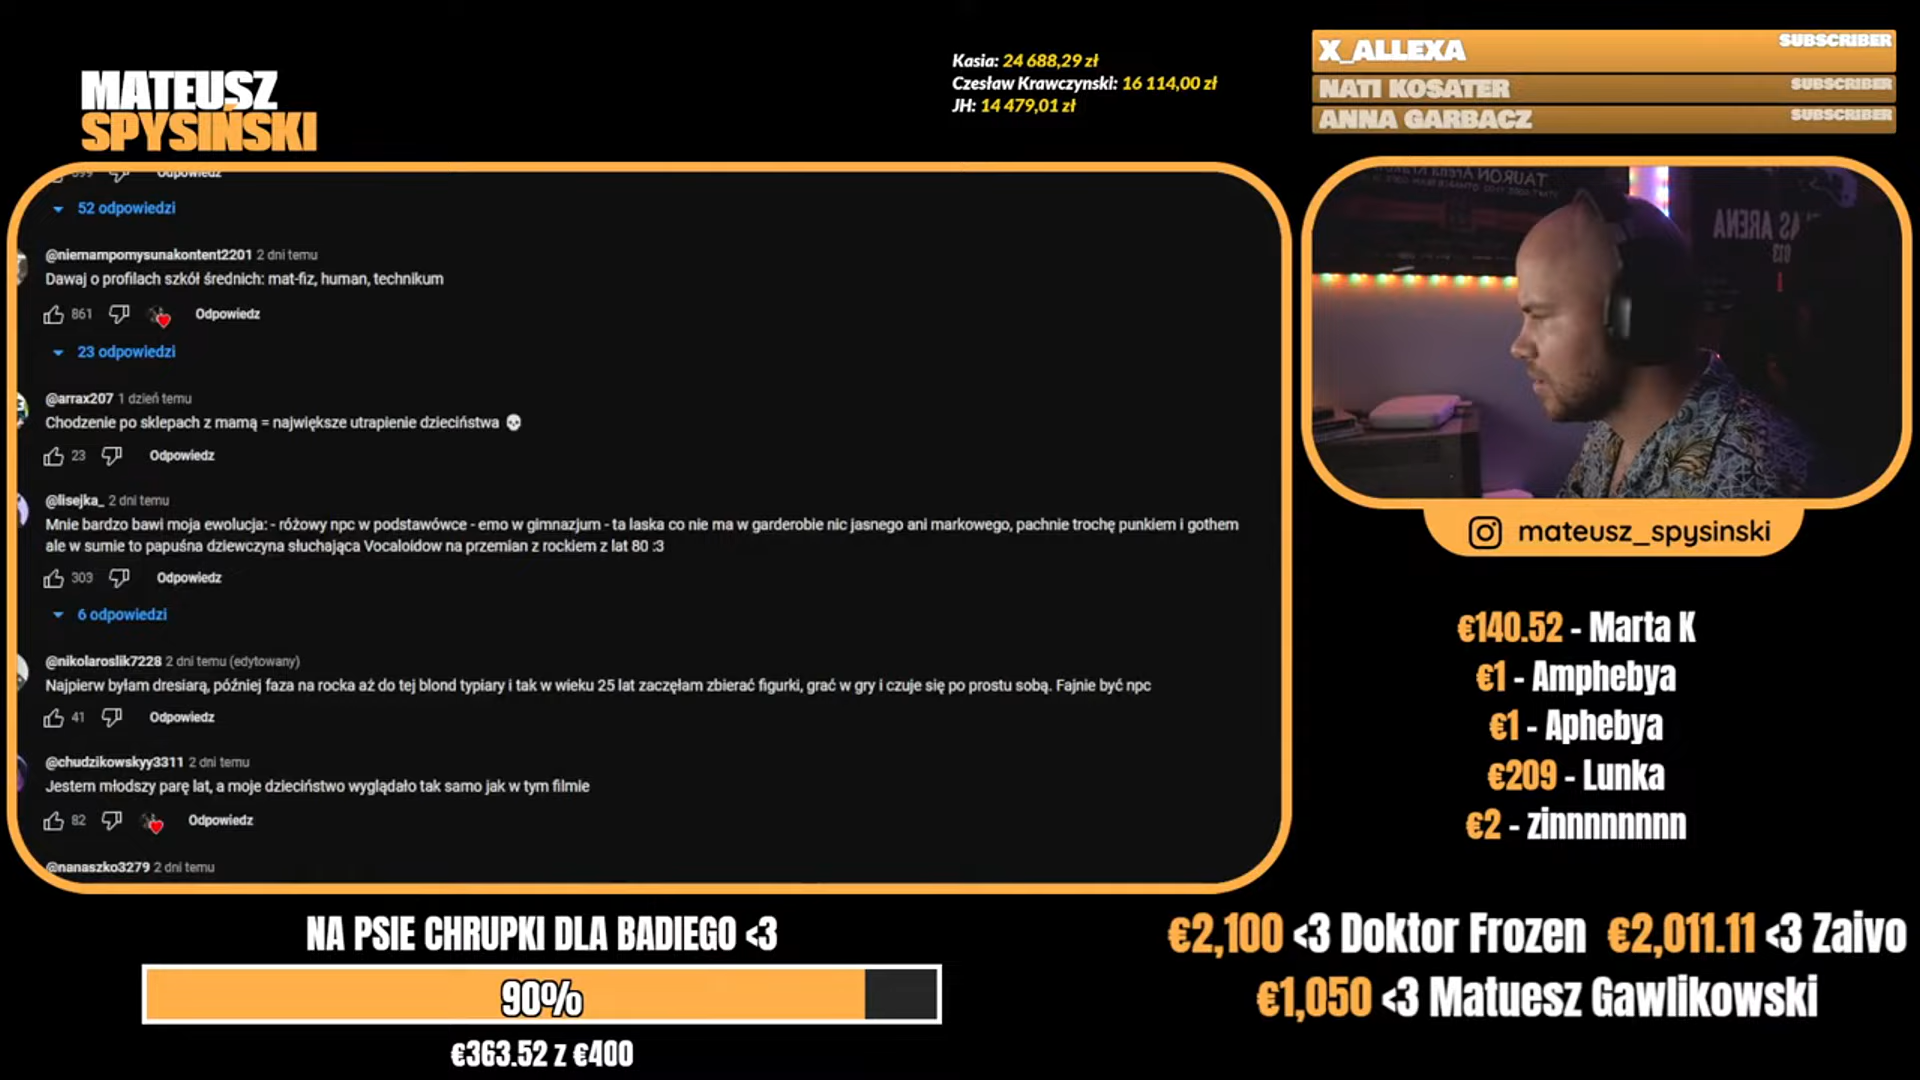 MATEUSZ
SPYSIŃSKI
Kasia: 24 688,29 zł
Czesław Krawczynski: 16 114,00 zł
JH: 14 479,01 zł
X_ALLEXA SUBSCRIBER
NATI KOSATER SUBSCRIBER
ANNA GARBACZ SUBSCRIBER
Odpowiedz
52 odpowiedzi
@niemampomysunakontent2201 2 dni temu
Dawaj o profilach szkół średnich: mat-fiz, human, technikum
861 Odpowiedz
23 odpowiedzi
@arrax207 1 dzień temu
Chodzenie po sklepach z mamą = największe utrapienie dzieciństwa 💀
23 Odpowiedz
@lisejka_ 2 dni temu
Mnie bardzo bawi moja ewolucja: - różowy npc w podstawówce - emo w gimnazjum - ta laska co nie ma w garderobie nic jasnego ani markowego, pachnie trochę punkiem i gothem
ale w sumie to papuśna dziewczyna słuchająca Vocaloidow na przemian z rockiem z lat 80 :3
303 Odpowiedz
6 odpowiedzi
@nikolaroslik7228 2 dni temu (edytowany)
Najpierw byłam dresiarą, później faza na rocka aż do tej blond typiary i tak w wieku 25 lat zaczęłam zbierać figurki, grać w gry i czuje się po prostu sobą. Fajnie być npc
41 Odpowiedz
@chudzikowskyy3311 2 dni temu
Jestem młodszy parę lat, a moje dzieciństwo wyglądało tak samo jak w tym filmie
82 Odpowiedz
@nanaszko3279 2 dni temu
TAURON Arena
ARENA
mateusz_spysinski
€140.52 - Marta K
€1 - Amphebya
€1 - Aphebya
€209 - Lunka
€2 - zinnnnnnnn
NA PSIE CHRUPKI DLA BADIEGO <3
90%
€363.52 z €400
€2,100 <3 Doktor Frozen €2,011.11 <3 Zaivo
€1,050 <3 Matuesz Gawlikowski